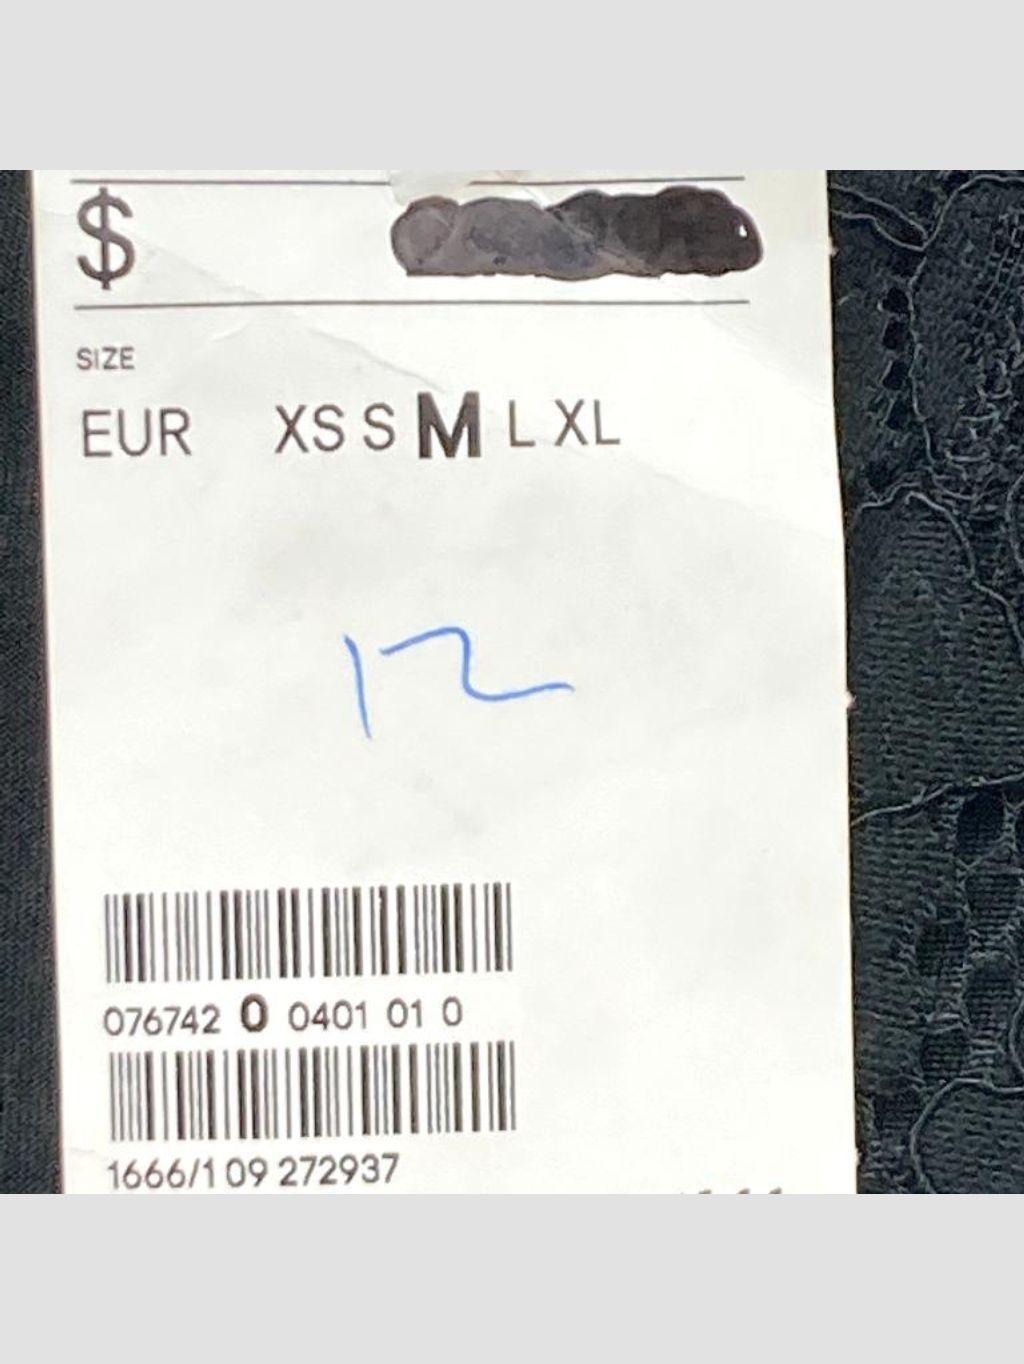 $
SIZE
EUR XS S M L XL
12
076742 0 0401 01 0
1666/1 09 272937